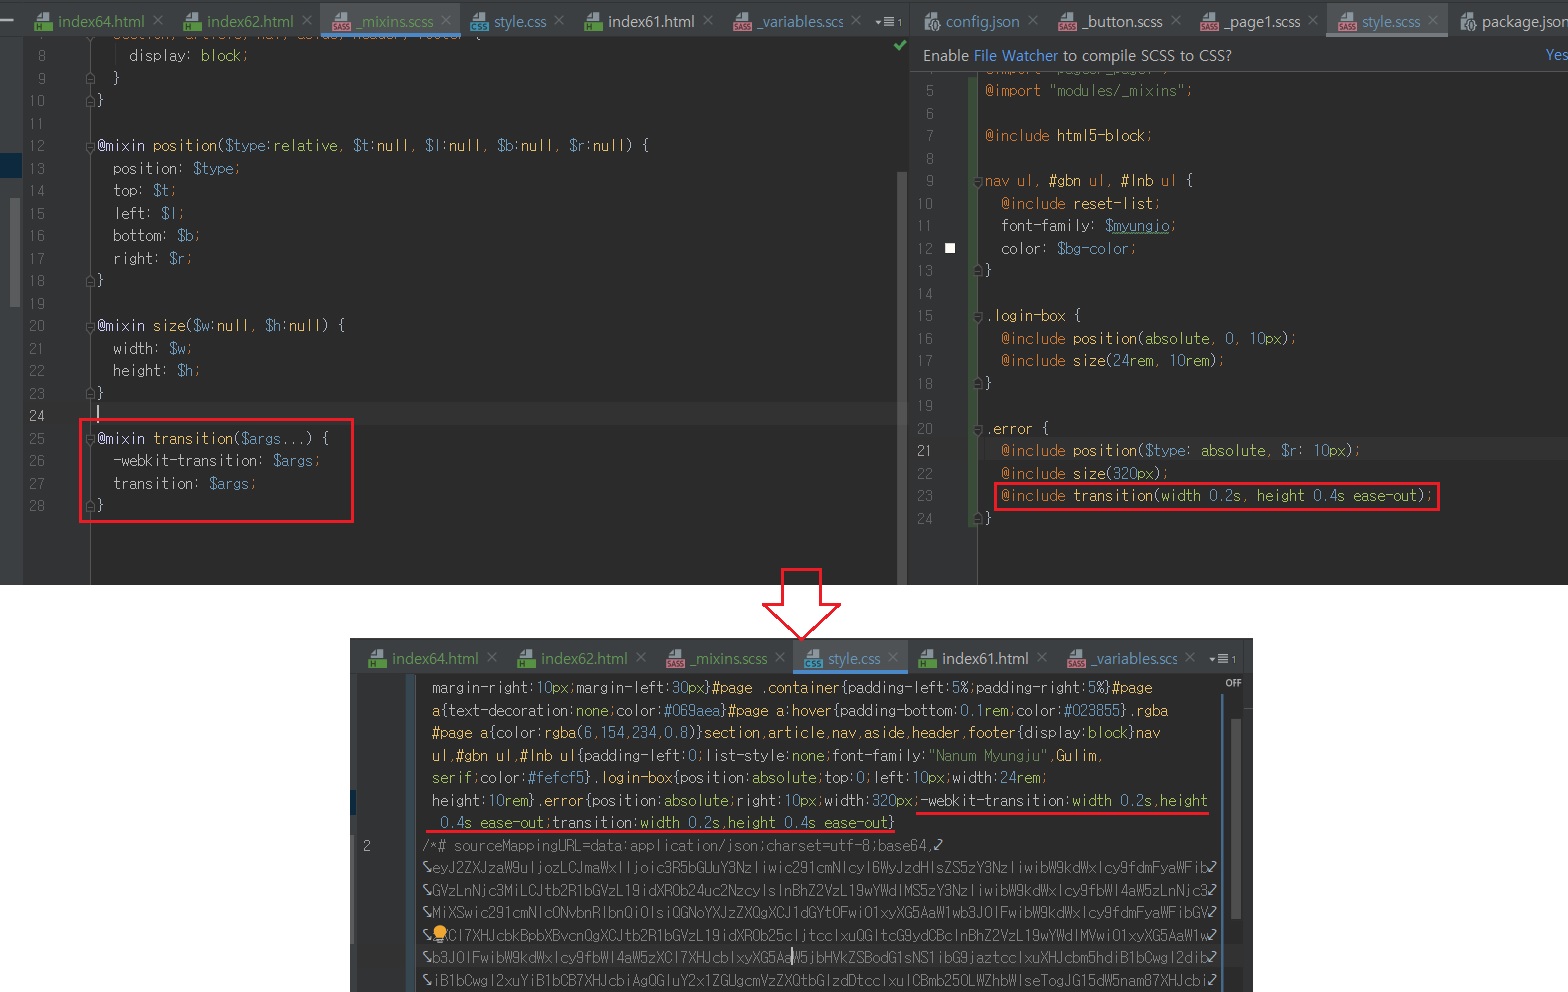 index64.html index62.html _mixins.scss style.css index61.html _variables.scs 1
config.json _button.scss _page1.scss style.scss package.json
Enable File Watcher to compile SCSS to CSS? Yes
8 display: block;
9 }
10 }
11
12 @mixin position($type:relative, $t:null, $l:null, $b:null, $r:null) {
13 position: $type;
14 top: $t;
15 left: $l;
16 bottom: $b;
17 right: $r;
18 }
19
20 @mixin size($w:null, $h:null) {
21 width: $w;
22 height: $h;
23 }
24
25 @mixin transition($args...) {
26 -webkit-transition: $args;
27 transition: $args;
28 }
5 @import "modules/_mixins";
6
7 @include html5-block;
8
9 nav ul, #gbn ul, #lnb ul {
10 @include reset-list;
11 font-family: $myungjo;
12 color: $bg-color;
13 }
14
15 .login-box {
16 @include position(absolute, 0, 10px);
17 @include size(24rem, 10rem);
18 }
19
20 .error {
21 @include position($type: absolute, $r: 10px);
22 @include size(320px);
23 @include transition(width 0.2s, height 0.4s ease-out);
24 }
index64.html index62.html _mixins.scss style.css index61.html _variables.scs 1
OFF
margin-right:10px;margin-left:30px}#page .container{padding-left:5%;padding-right:5%}#page
a{text-decoration:none;color:#069aea}#page a:hover{padding-bottom:0.1rem;color:#023855}.rgba
#page a{color:rgba(6,154,234,0.8)}section,article,nav,aside,header,footer{display:block}nav
ul,#gbn ul,#lnb ul{padding-left:0;list-style:none;font-family:"Nanum Myungju",Gulim,
serif;color:#fefcf5}.login-box{position:absolute;top:0;left:10px;width:24rem;
height:10rem}.error{position:absolute;right:10px;width:320px;-webkit-transition:width 0.2s,height
0.4s ease-out;transition:width 0.2s,height 0.4s ease-out}
2 /*# sourceMappingURL=data:application/json;charset=utf-8;base64,